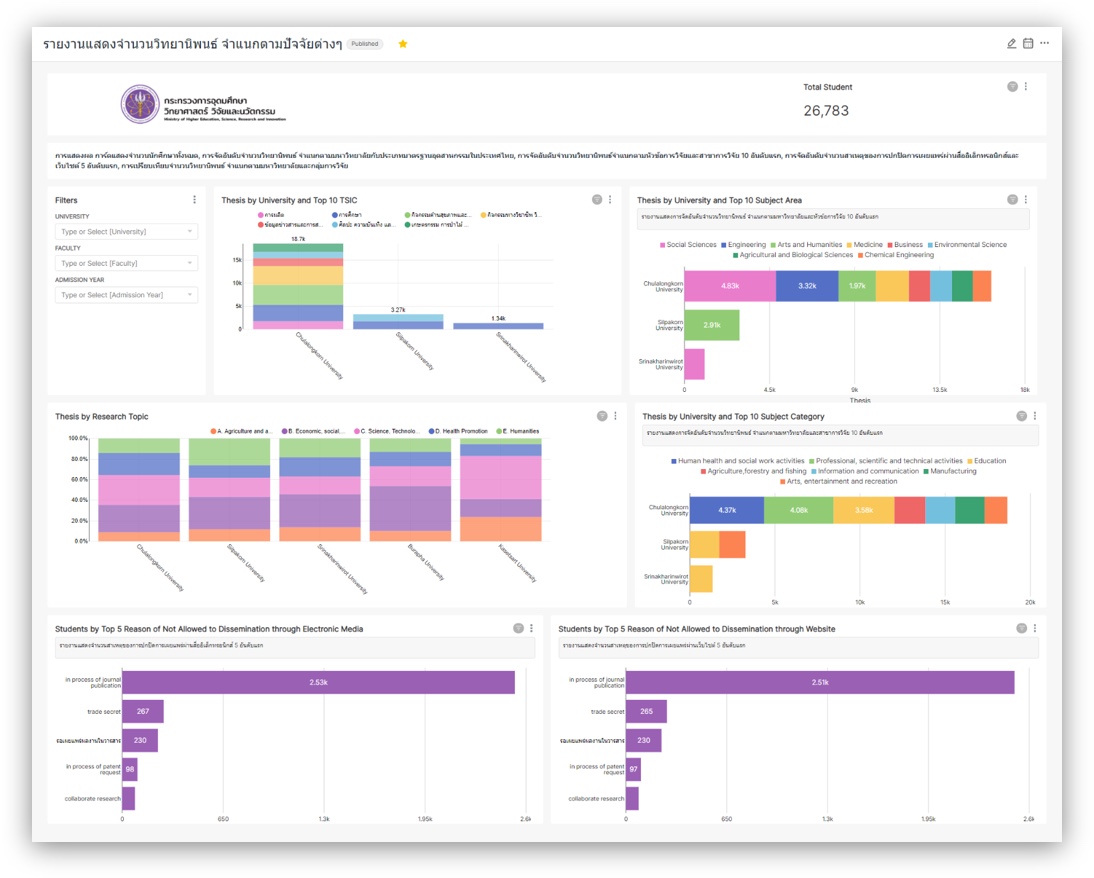 รายงานแสดงจำนวนวิทยานิพนธ์ จำแนกตามปัจจัยต่างๆ Published
กระทรวงการอุดมศึกษา
วิทยาศาสตร์ วิจัยและนวัตกรรม
Ministry of Higher Education, Science, Research and Innovation
Total Student
26,783
การแสดงผล การจัดแสดงจำนวนนักศึกษาทั้งหมด, การจัดอันดับจำนวนวิทยานิพนธ์ จำแนกตามมหาวิทยาลัยกับประเภทมาตรฐานอุตสาหกรรมในประเทศไทย, การจัดอันดับจำนวนวิทยานิพนธ์จำแนกตามหัวข้อการวิจัยและสาขาการวิจัย 10 อันดับแรก, การจัดอันดับจำนวนสาเหตุของการปกปิดการเผยแพร่ผ่านสื่ออิเล็กทรอนิกส์และ
เว็บไซต์ 5 อันดับแรก, การเปรียบเทียบจำนวนวิทยานิพนธ์ จำแนกตามมหาวิทยาลัยและกลุ่มการวิจัย
Filters
UNIVERSITY
Type or Select [University]
FACULTY
Type or Select [Faculty]
ADMISSION YEAR
Type or Select [Admission Year]
Thesis by University and Top 10 TSIC
การผลิต การศึกษา กิจกรรมด้านสุขภาพและ... กิจกรรมทางวิชาชีพ วิ...
ข้อมูลข่าวสารและการส... ศิลปะ ความบันเทิง แล... เกษตรกรรม การป่าไม้ ...
18.7k
15k
10k
5k
0
3.27k
1.34k
Chulalongkorn University
Silpakorn University
Srinakharinwirot University
Thesis by University and Top 10 Subject Area
รายงานแสดงการจัดอันดับจำนวนวิทยานิพนธ์ จำแนกตามมหาวิทยาลัยและหัวข้อการวิจัย 10 อันดับแรก
Social Sciences Engineering Arts and Humanities Medicine Business Environmental Science
Agricultural and Biological Sciences Chemical Engineering
Chulalongkorn
University
4.83k 3.32k 1.97k
Silpakorn
University
2.91k
Srinakharinwirot
University
0 4.5k 9k 13.5k 18k
Thesis
Thesis by Research Topic
A. Agriculture and a... B. Economic, social... C. Science, Technolo... D. Health Promotion E. Humanities
100.0%
80.0%
60.0%
40.0%
20.0%
0.0%
Chulalongkorn University
Silpakorn University
Srinakharinwirot University
Burapha University
Kasetsart University
Thesis by University and Top 10 Subject Category
รายงานแสดงการจัดอันดับจำนวนวิทยานิพนธ์ จำแนกตามมหาวิทยาลัยและสาขาการวิจัย 10 อันดับแรก
Human health and social work activities Professional, scientific and technical activities Education
Agriculture,forestry and fishing Information and communication Manufacturing
Arts, entertainment and recreation
Chulalongkorn
University
4.37k 4.08k 3.58k
Silpakorn
University
Srinakharinwirot
University
0 5k 10k 15k 20k
Students by Top 5 Reason of Not Allowed to Dissemination through Electronic Media
รายงานแสดงจำนวนสาเหตุของการปกปิดการเผยแพร่ผ่านสื่ออิเล็กทรอนิกส์ 5 อันดับแรก
in process of journal
publication
2.53k
trade secret 267
รอเผยแพร่ผลงานในวารสาร 230
in process of patent
request
98
collaborate research
0 650 1.3k 1.95k 2.6k
Students by Top 5 Reason of Not Allowed to Dissemination through Website
รายงานแสดงจำนวนสาเหตุของการปกปิดการเผยแพร่ผ่านเว็บไซต์ 5 อันดับแรก
in process of journal
publication
2.51k
trade secret 265
รอเผยแพร่ผลงานในวารสาร 230
in process of patent
request
97
collaborate research
0 650 1.3k 1.95k 2.6k